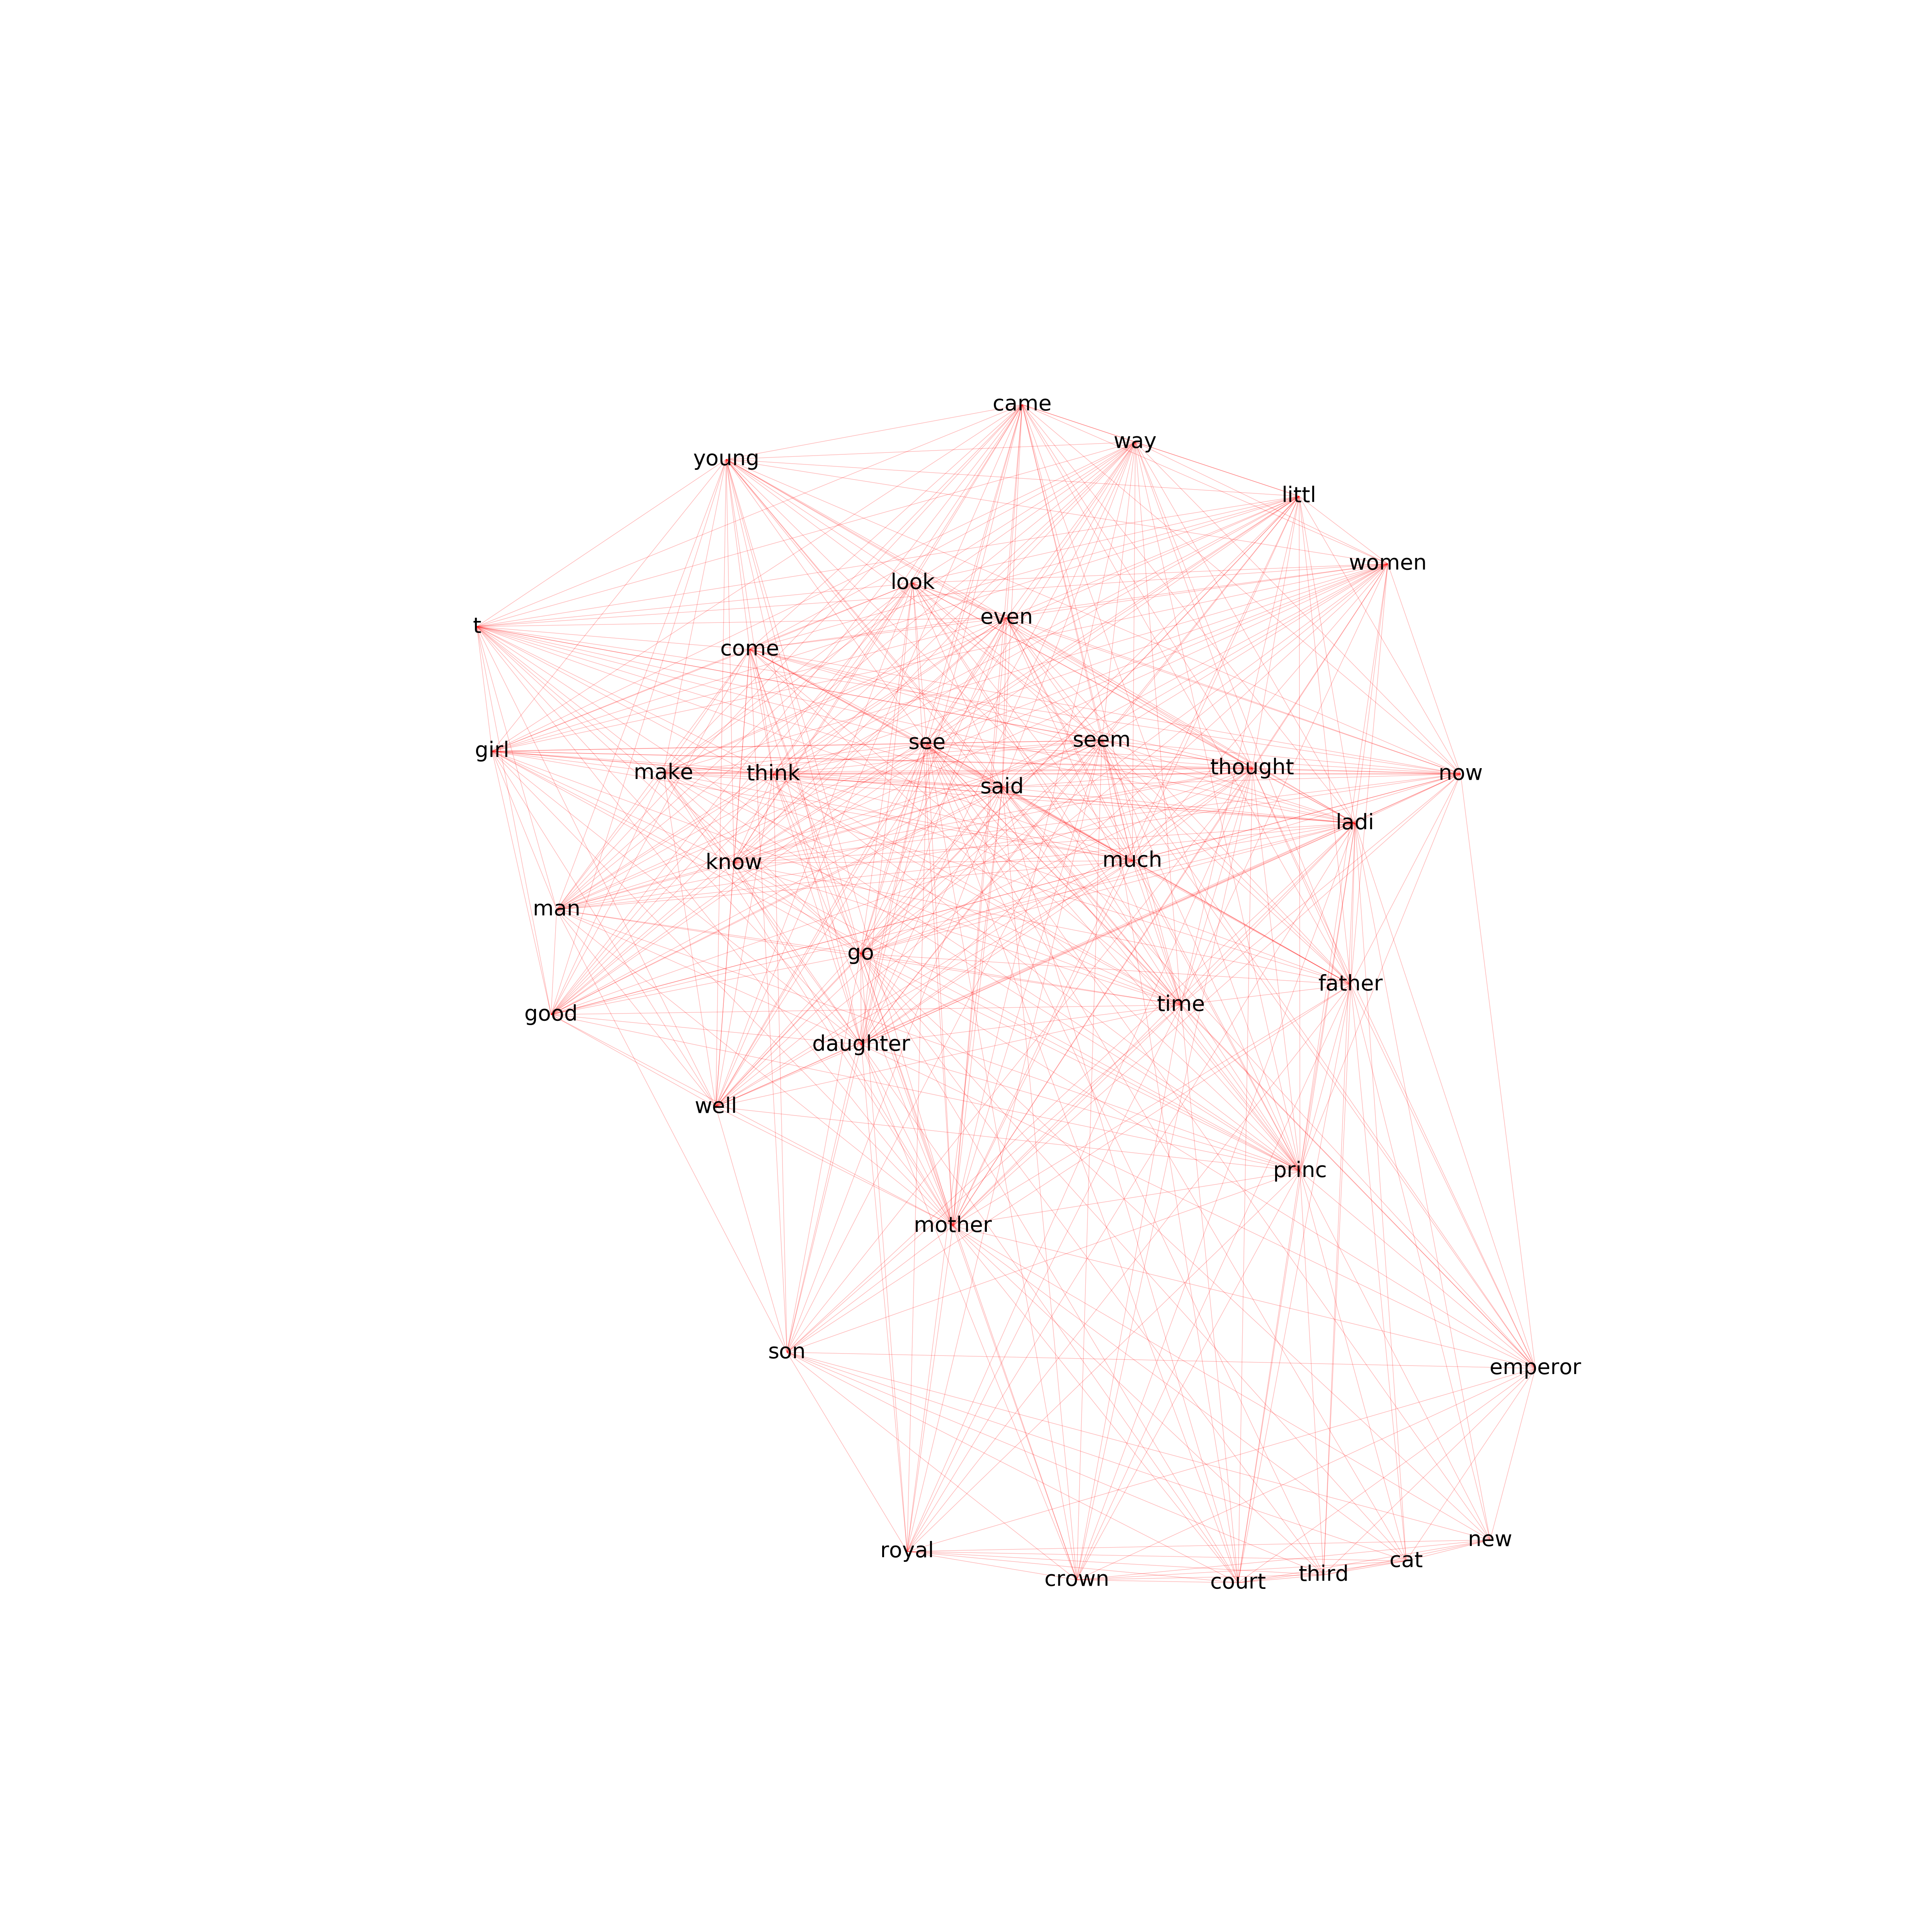 came
way
young
littl
women
look
even
t
come
seem
see
girl
thought
make
think
now
said
ladi
much
know
man
go
father
time
good
daughter
well
princ
mother
son
emperor
new
royal
cat
third
crown
court